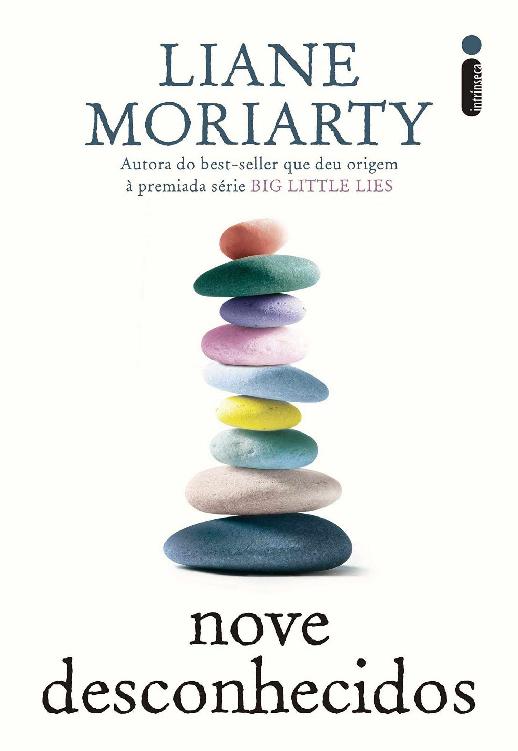 LIANE
MORIARTY
Autora do best-seller que deu origem
à premiada série BIG LITTLE LIES
intrínseca
nove
desconhecidos